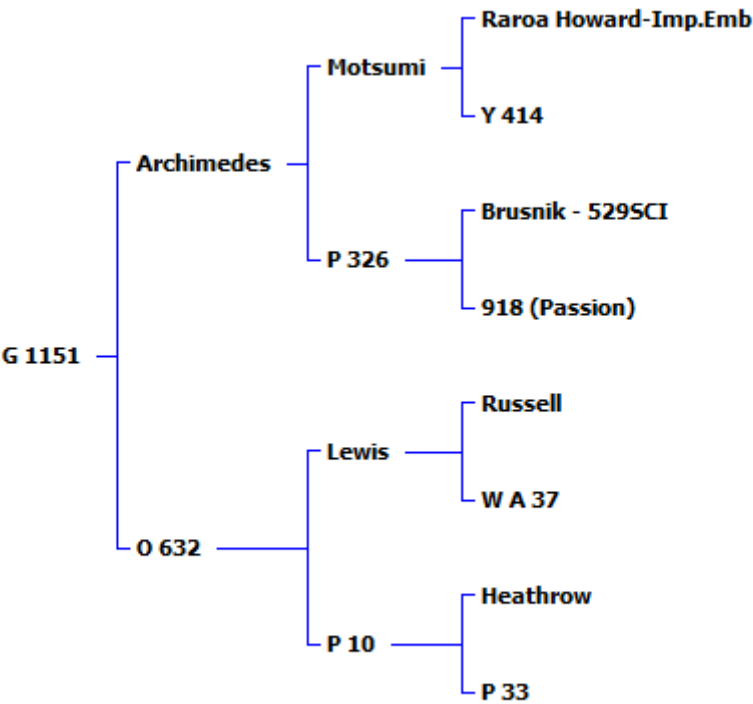 Raroa Howard-Imp.Emb
Motsumi
Y 414
Archimedes
Brusnik - 529SCI
P 326
918 (Passion)
G 1151
Russell
Lewis
W A 37
O 632
Heathrow
P 10
P 33